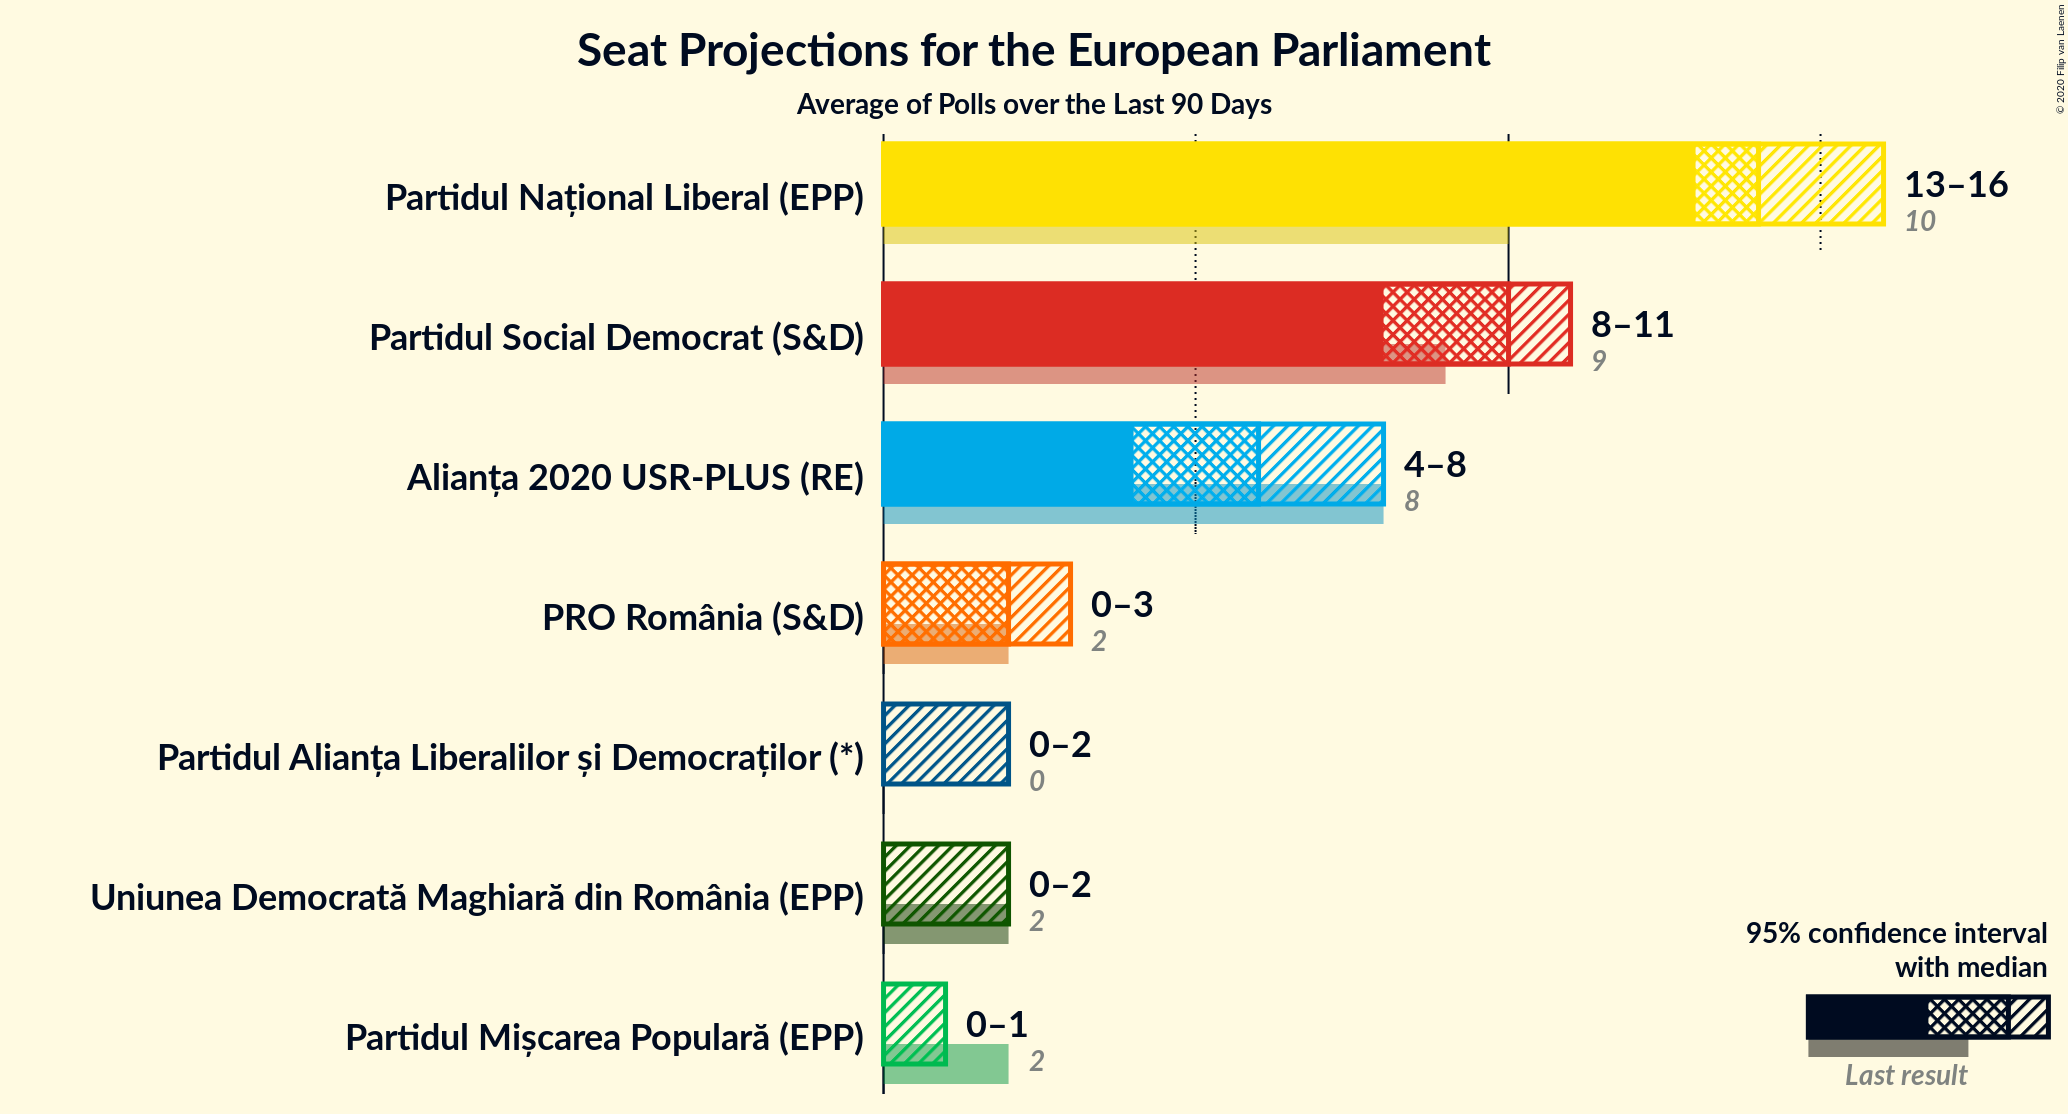 Seat Projections for the European Parliament
Average of Polls over the Last 90 Days
© 2020 Filip van Laenen
Partidul Național Liberal (EPP)
13–16
10
Partidul Social Democrat (S&D)
8–11
9
Alianța 2020 USR-PLUS (RE)
4–8
8
PRO România (S&D)
0–3
2
Partidul Alianța Liberalilor și Democraților (*)
0–2
0
Uniunea Democrată Maghiară din România (EPP)
0–2
2
Partidul Mișcarea Populară (EPP)
0–1
2
95% confidence interval
with median
Last result